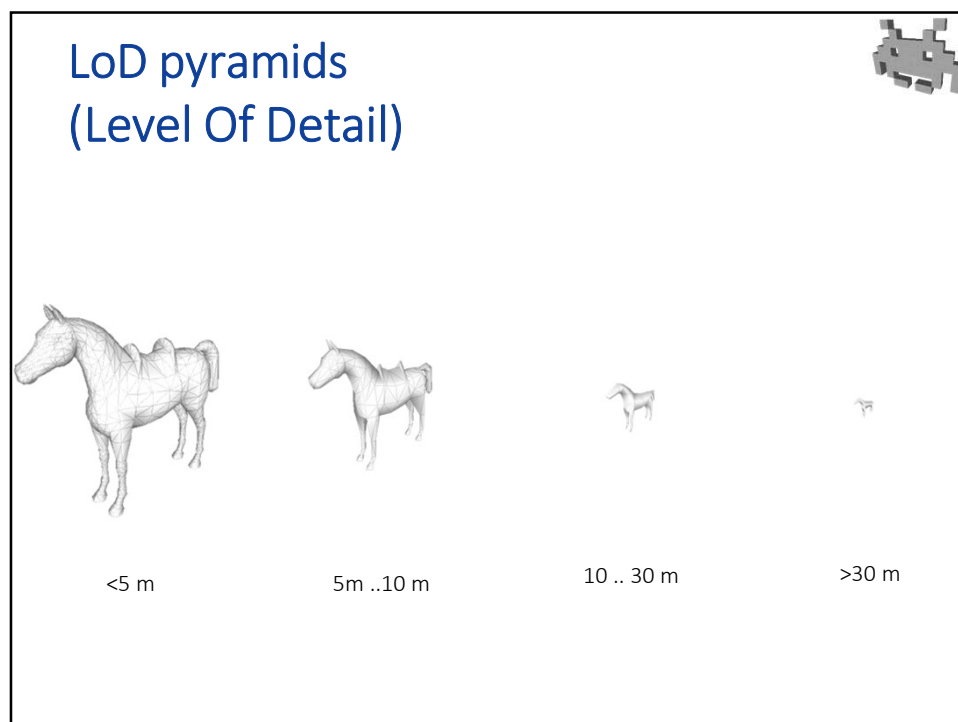 LoD pyramids
(Level Of Detail)
<5 m
5m ..10 m
10 .. 30 m
>30 m